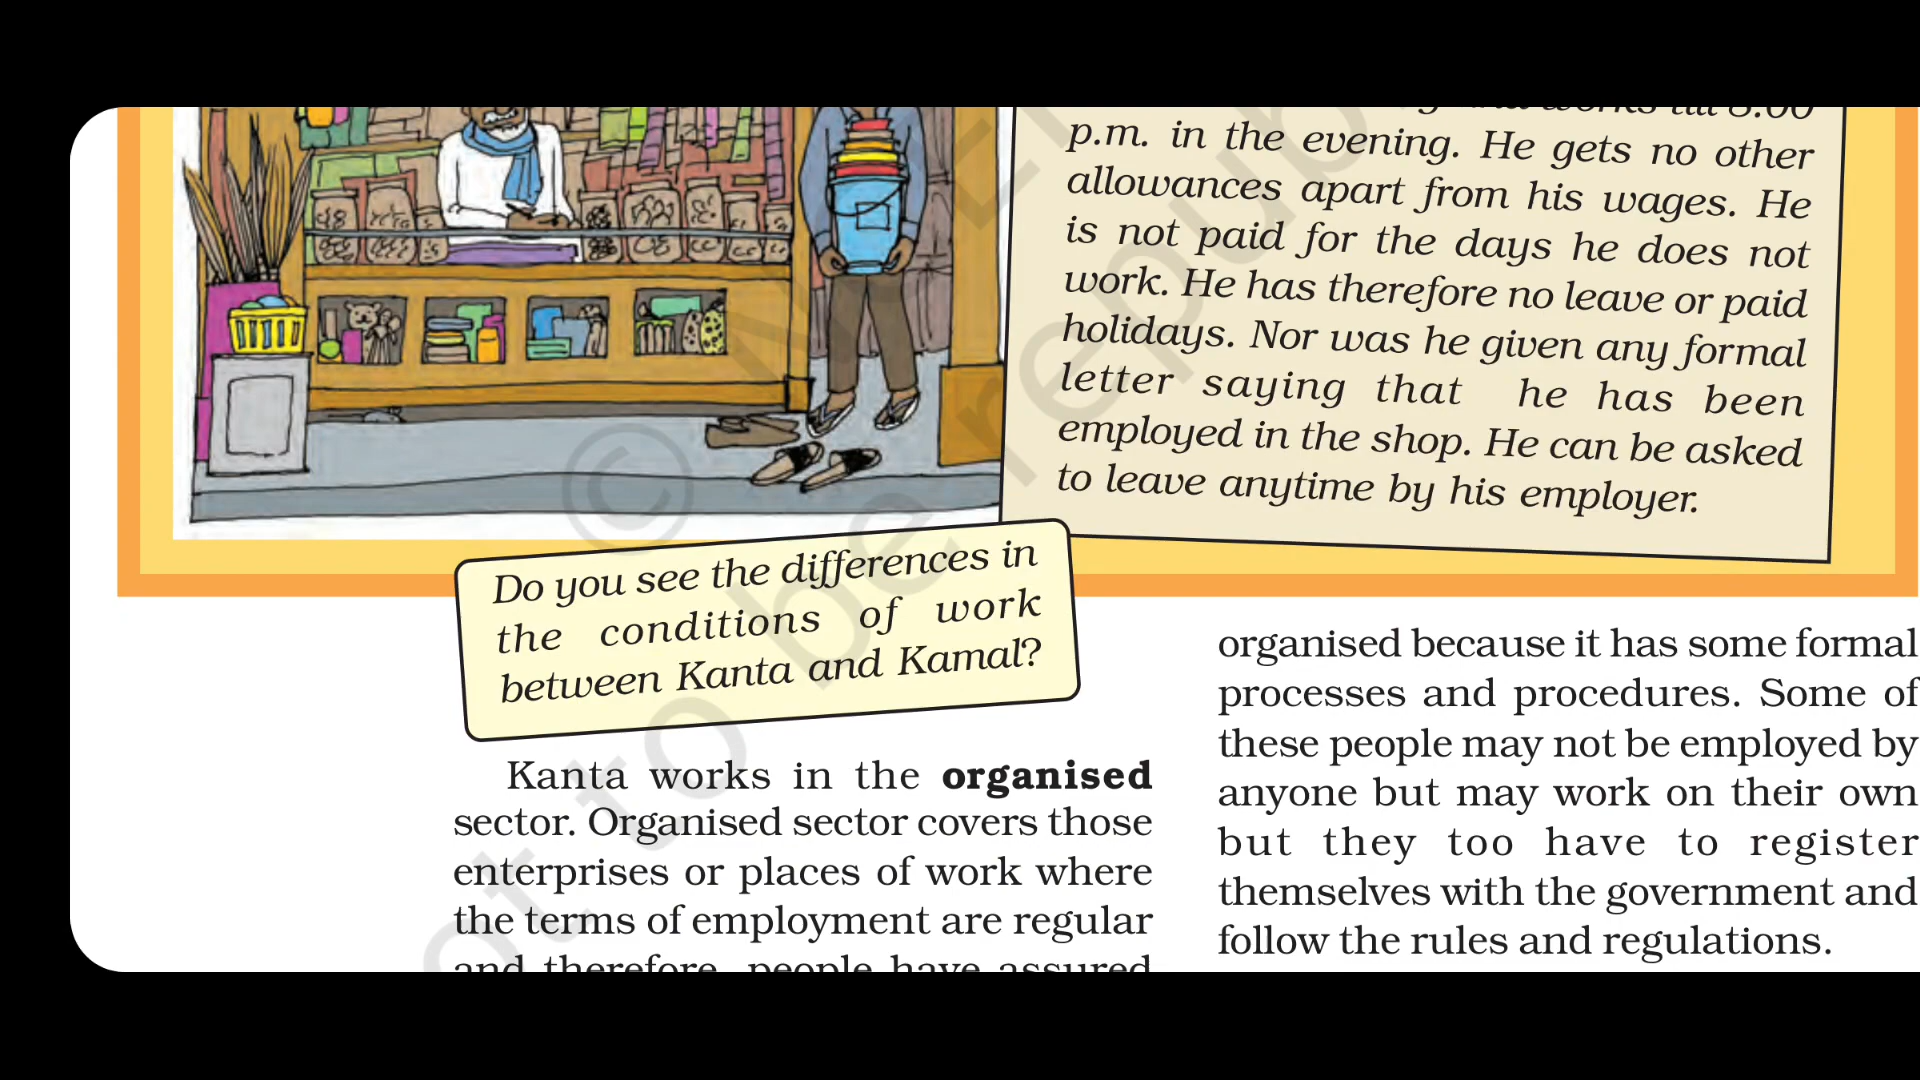 p.m. in the evening. He gets no other
allowances apart from his wages. He
is not paid for the days he does not
work. He has therefore no leave or paid
holidays. Nor was he given any formal
letter saying that he has been
employed in the shop. He can be asked
to leave anytime by his employer.
Do you see the differences in
the conditions of work
between Kanta and Kamal?
Kanta works in the organised
sector. Organised sector covers those
enterprises or places of work where
the terms of employment are regular
and therefore, people have assured
organised because it has some formal
processes and procedures. Some of
these people may not be employed by
anyone but may work on their own
but they too have to register
themselves with the government and
follow the rules and regulations.